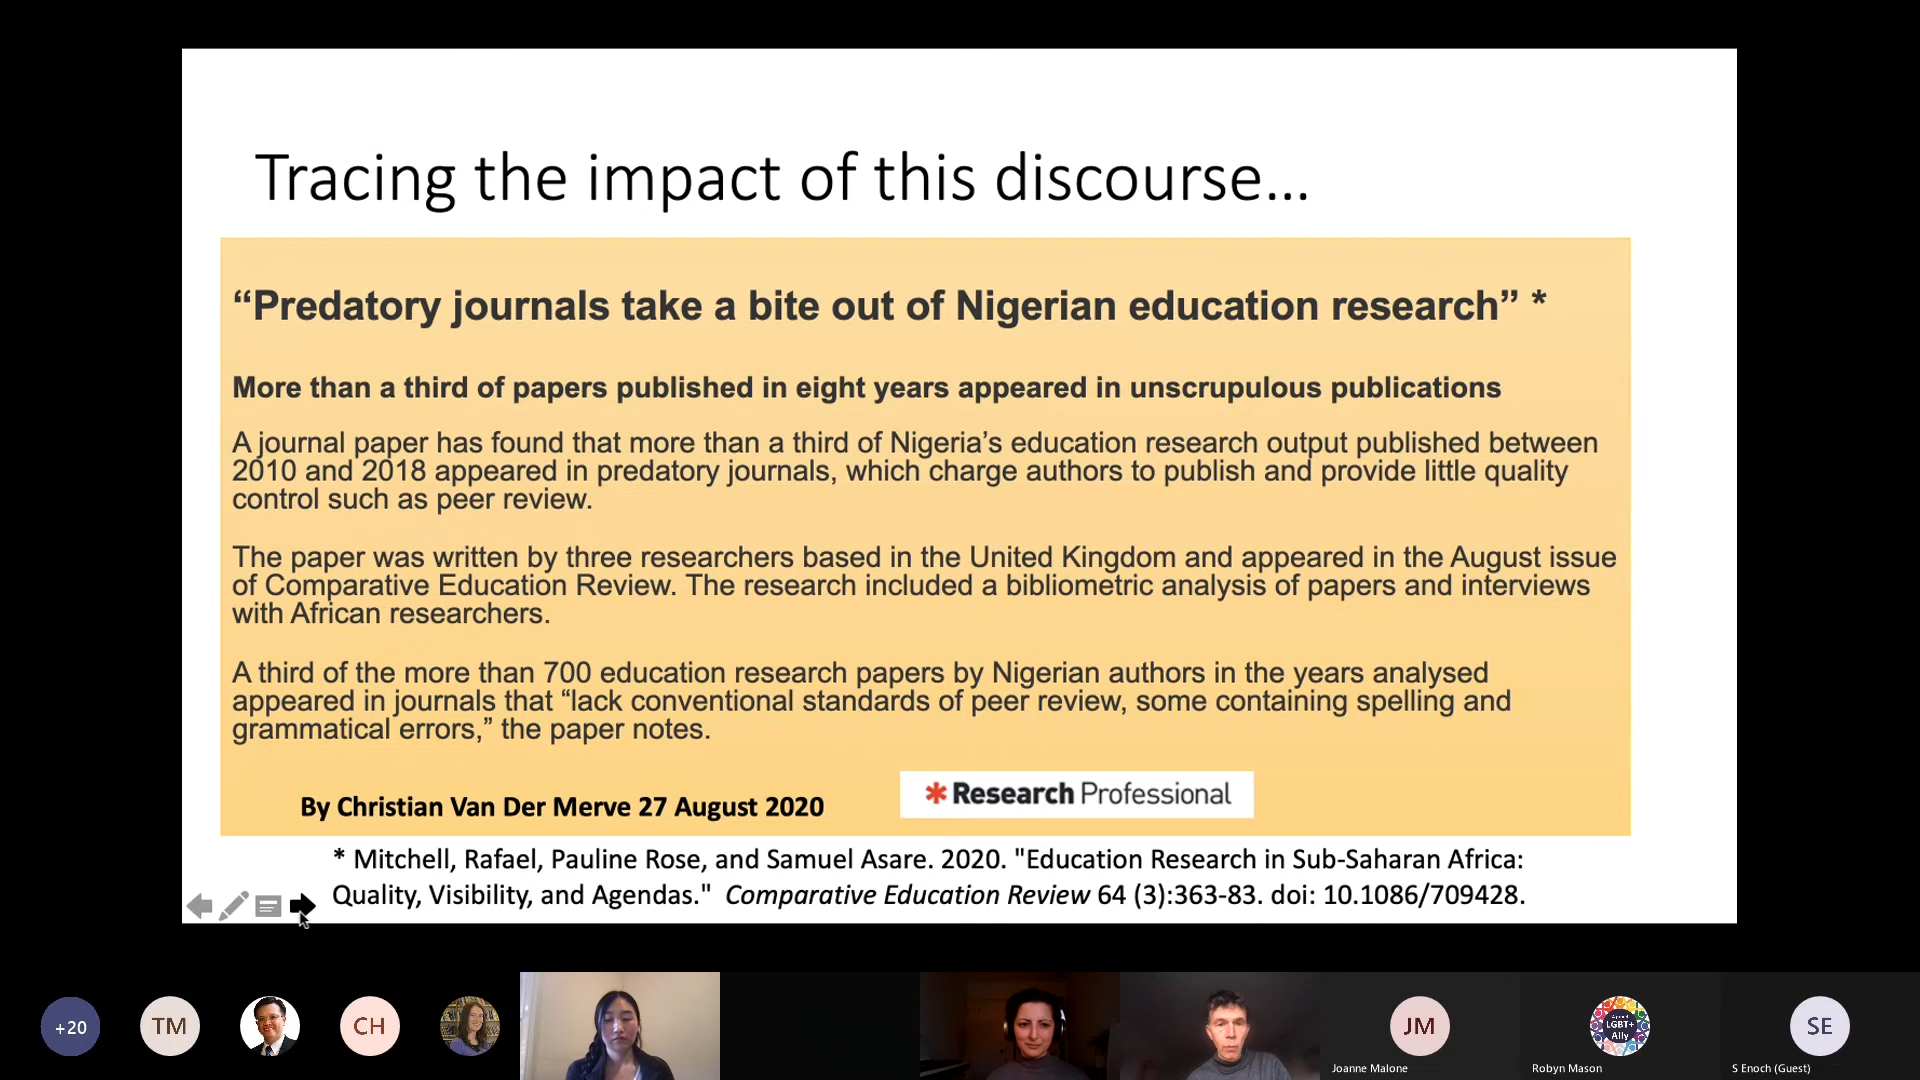 Tracing the impact of this discourse...
“Predatory journals take a bite out of Nigerian education research” *
More than a third of papers published in eight years appeared in unscrupulous publications
A journal paper has found that more than a third of Nigeria’s education research output published between
2010 and 2018 appeared in predatory journals, which charge authors to publish and provide little quality
control such as peer review.
The paper was written by three researchers based in the United Kingdom and appeared in the August issue
of Comparative Education Review. The research included a bibliometric analysis of papers and interviews
with African researchers.
A third of the more than 700 education research papers by Nigerian authors in the years analysed
appeared in journals that “lack conventional standards of peer review, some containing spelling and
grammatical errors,” the paper notes.
By Christian Van Der Merve 27 August 2020
*Research Professional
* Mitchell, Rafael, Pauline Rose, and Samuel Asare. 2020. "Education Research in Sub-Saharan Africa:
Quality, Visibility, and Agendas." Comparative Education Review 64 (3):363-83. doi: 10.1086/709428.
+20
TM
CH
JM
LGBT+
Ally
SE
Joanne Malone
Robyn Mason
S Enoch (Guest)